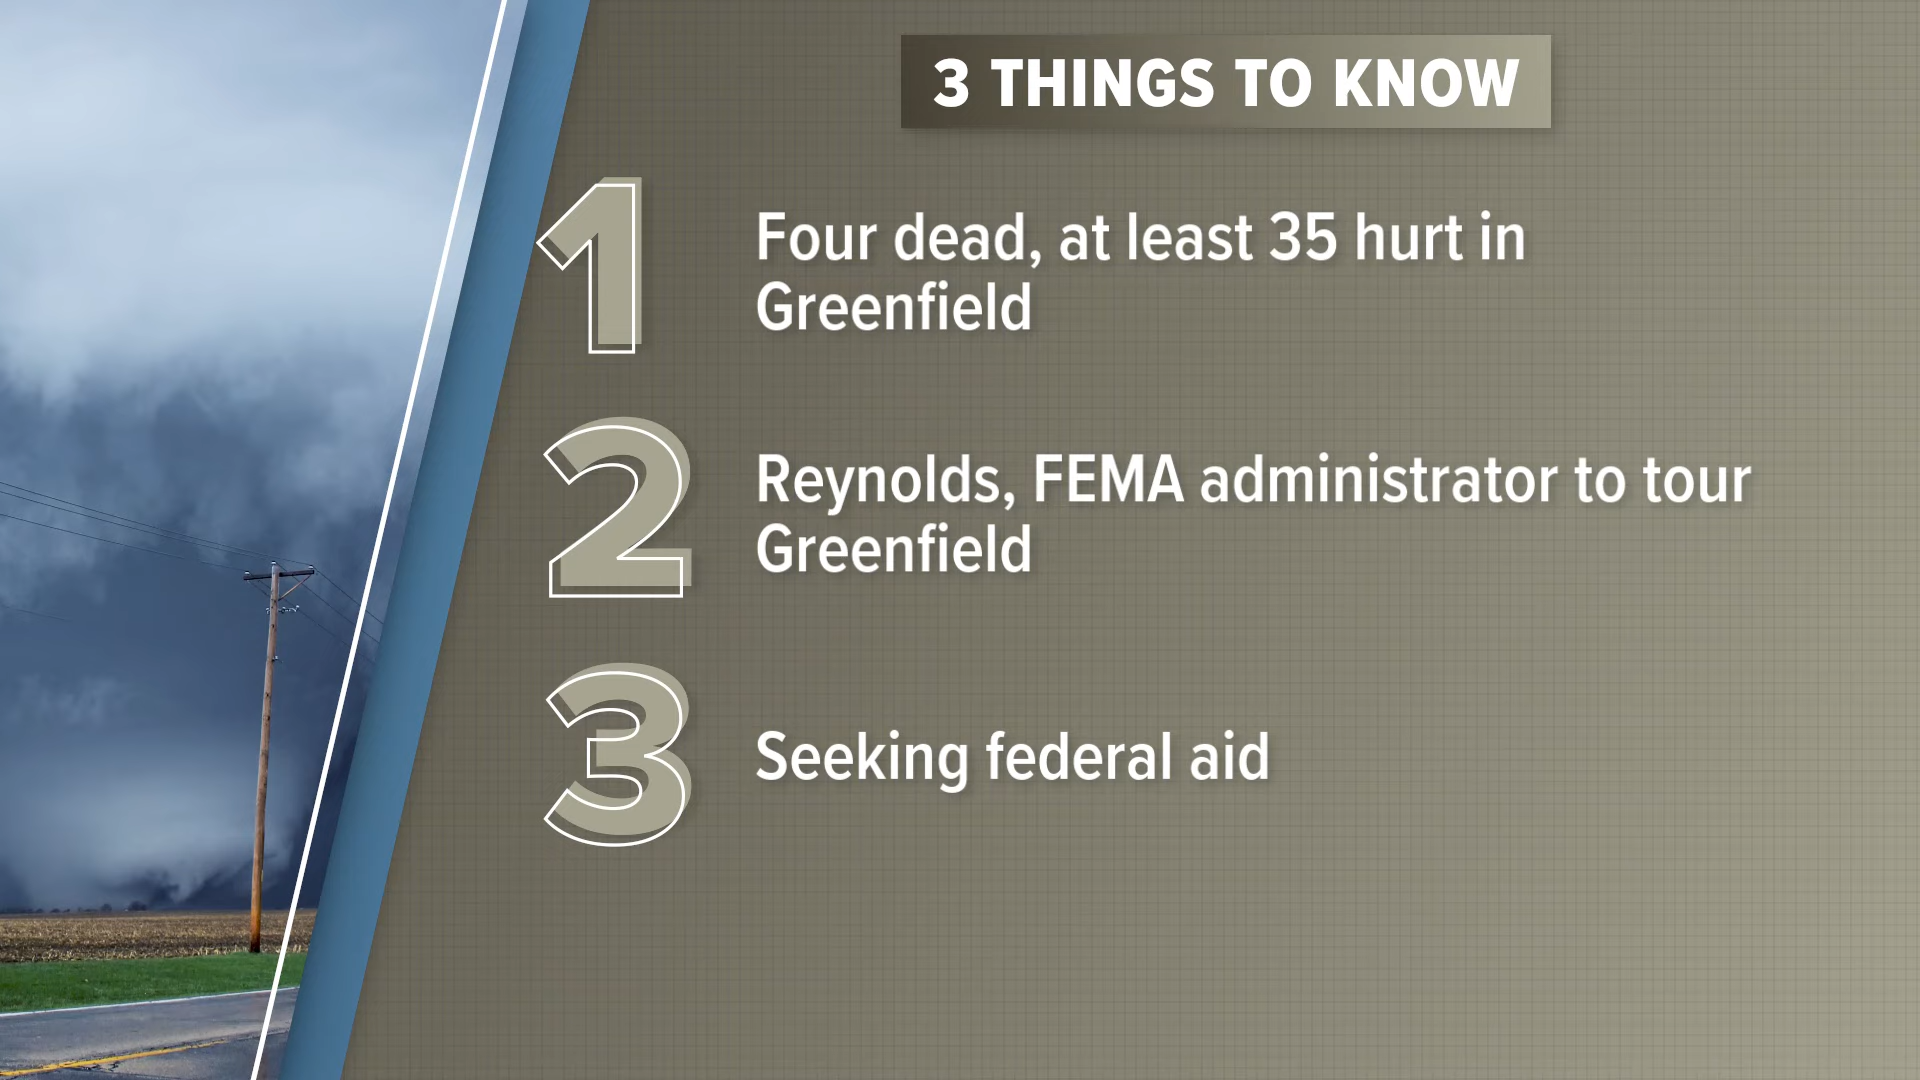 3 THINGS TO KNOW
1
Four dead, at least 35 hurt in
Greenfield
2
Reynolds, FEMA administrator to tour
Greenfield
3
Seeking federal aid